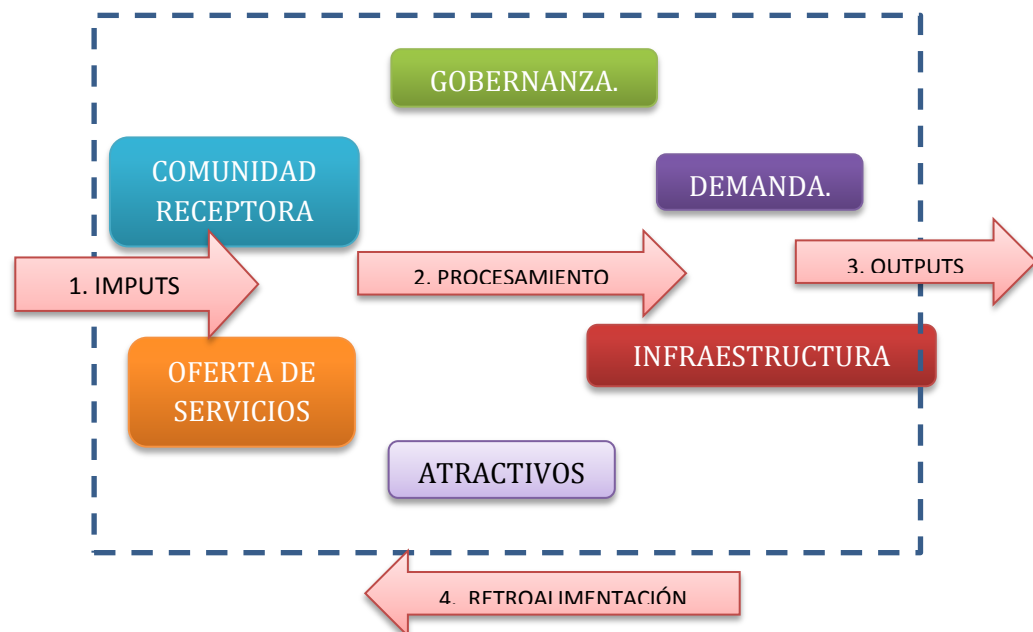 GOBERNANZA.
COMUNIDAD
RECEPTORA
DEMANDA.
1. IMPUTS
2. PROCESAMIENTO
3. OUTPUTS
OFERTA DE
SERVICIOS
INFRAESTRUCTURA
ATRACTIVOS
4. RETROALIMENTACIÓN